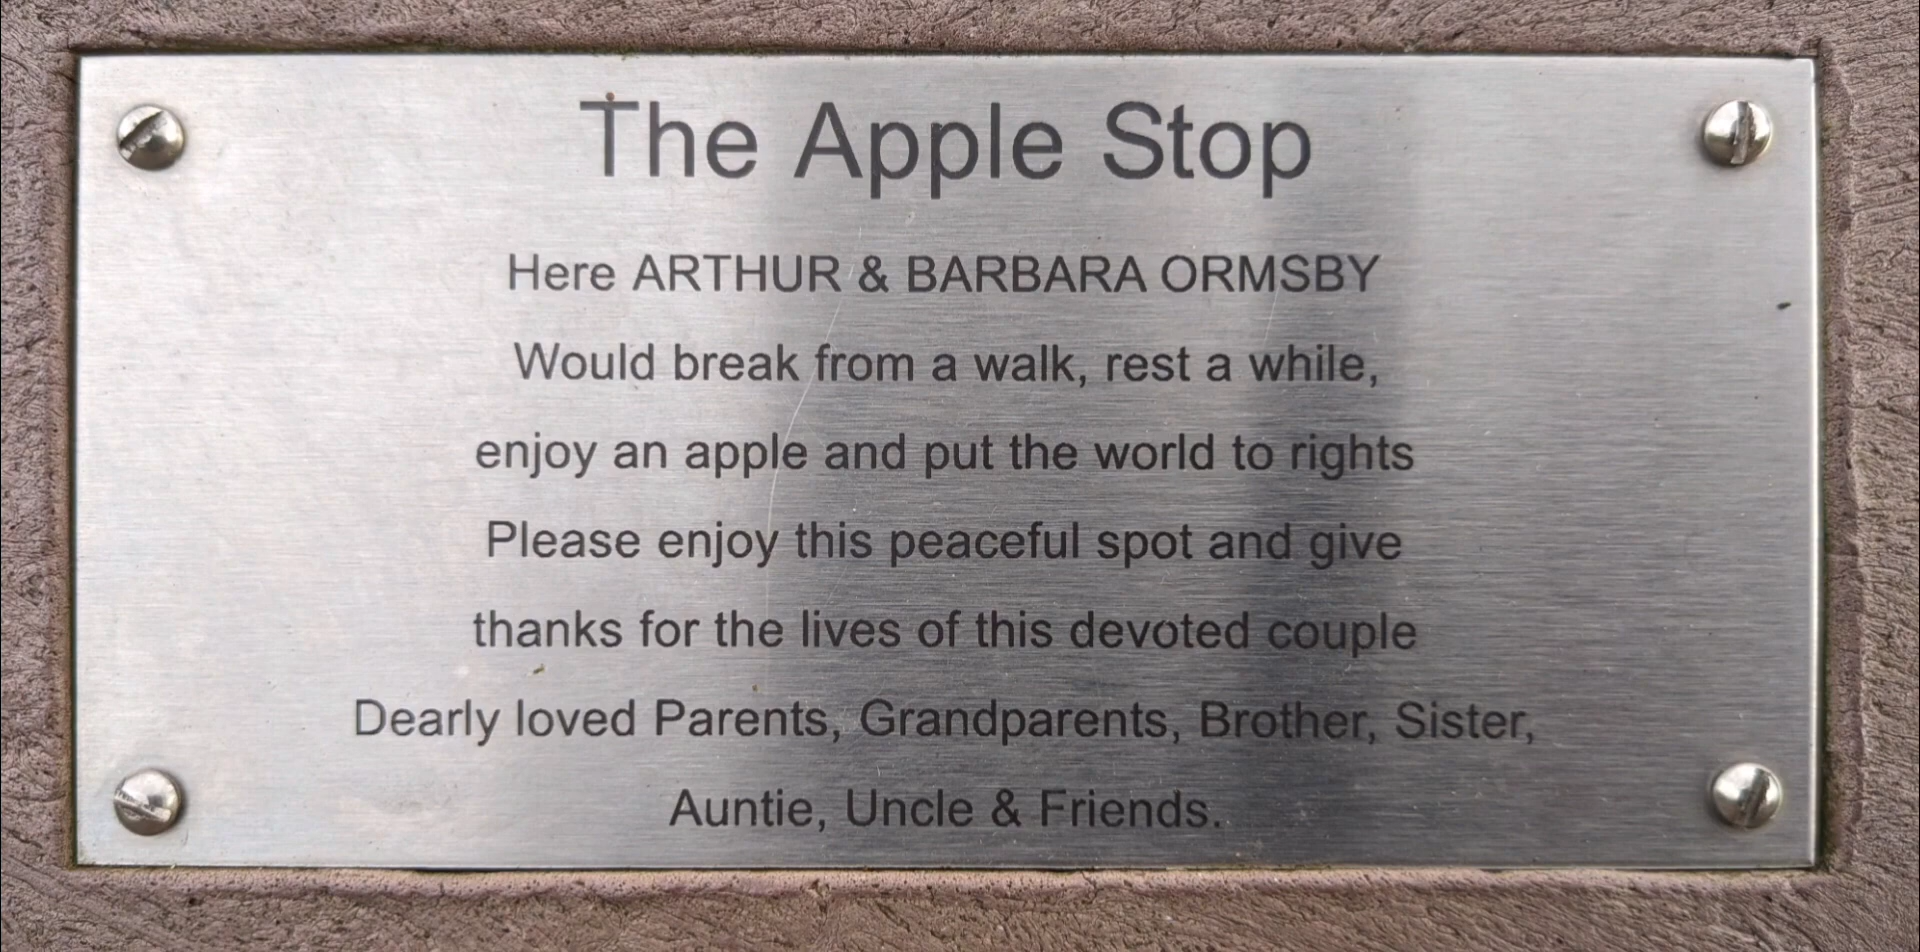 The Apple Stop
Here ARTHUR & BARBARA ORMSBY
Would break from a walk, rest a while,
enjoy an apple and put the world to rights
Please enjoy this peaceful spot and give
thanks for the lives of this devoted couple
Dearly loved Parents, Grandparents, Brother, Sister,
Auntie, Uncle & Friends.